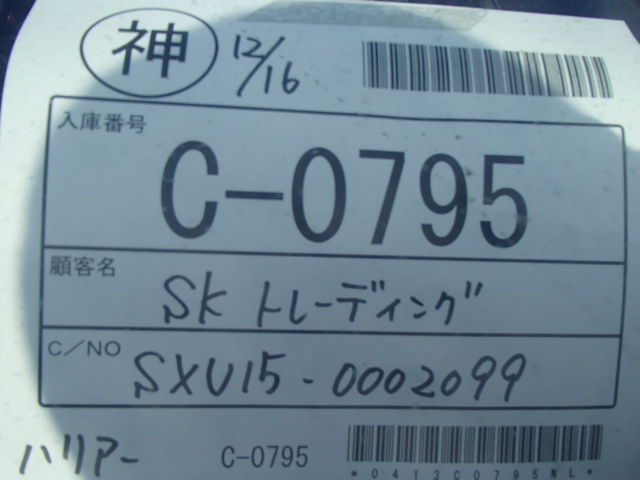 神 12/16
入庫番号
C-0795
顧客名
SK トレーディング
C/NO
SXU15-0002099
ハリアー C-0795
*0413C0795NL*